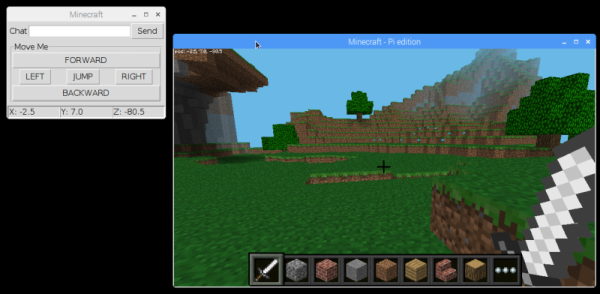 Minecraft
Chat
Send
Move Me
FORWARD
LEFT
JUMP
RIGHT
BACKWARD
X: -2.5
Y: 7.0
Z: -80.5
Minecraft - Pi edition